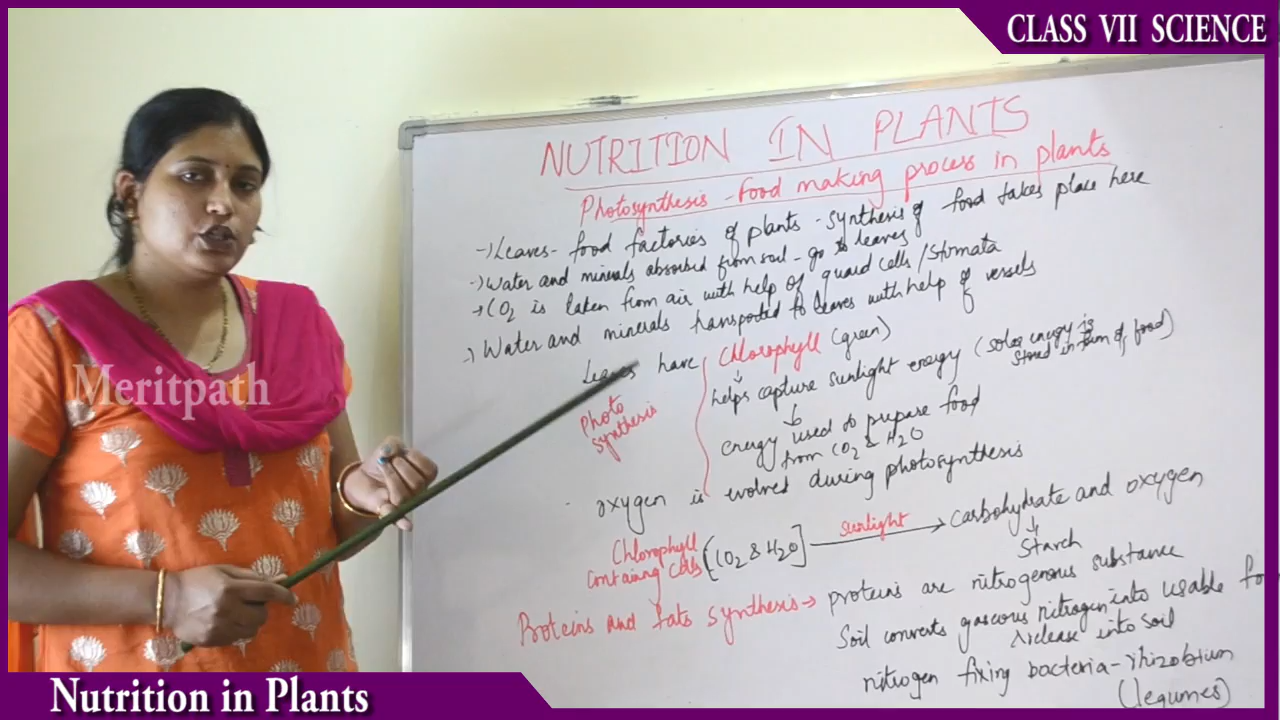 CLASS VII SCIENCE
NUTRITION IN PLANTS
Photosynthesis - food making process in plants
→ Leaves - food factories of plants - synthesis of food takes place here
→ Water and minerals absorbed from soil - go to leaves
→ CO2 is taken from air with help of guard cells/Stomata
→ Water and minerals transported to leaves with help of vessels
Leaves have Chlorophyll (green)
↓
helps capture sunlight energy (solar energy is
stored in form of food)
Photo
synthesis
↓
energy used to prepare food
from CO2 & H2O
oxygen is evolved during photosynthesis
Chlorophyll
Containing cells
[CO2 & H2O] sunlight → Carbohydrate and oxygen
↓
Starch
Proteins and fats synthesis → proteins are nitrogenous substance
Soil converts gaseous nitrogen into usable fo
release into soil
nitrogen fixing bacteria - rhizobium
(legumes)
Meritpath
Nutrition in Plants